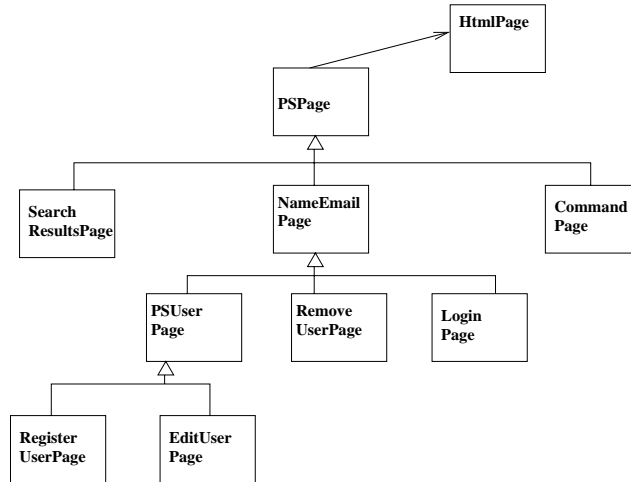 HtmlPage
PSPage
Search
ResultsPage
NameEmail
Page
Command
Page
PSUser
Page
Remove
UserPage
Login
Page
Register
UserPage
EditUser
Page